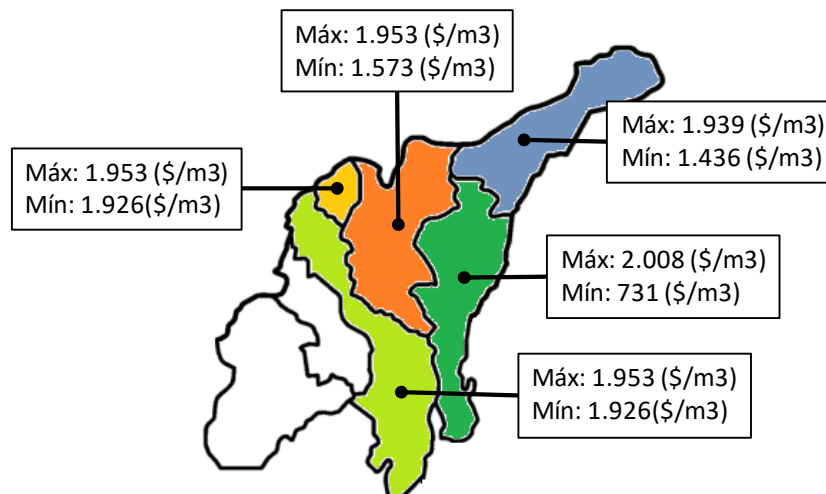 Máx: 1.953 ($/m3)
Mín: 1.573 ($/m3)
Máx: 1.939 ($/m3)
Mín: 1.436 ($/m3)
Máx: 1.953 ($/m3)
Mín: 1.926($/m3)
Máx: 2.008 ($/m3)
Mín: 731 ($/m3)
Máx: 1.953 ($/m3)
Mín: 1.926($/m3)